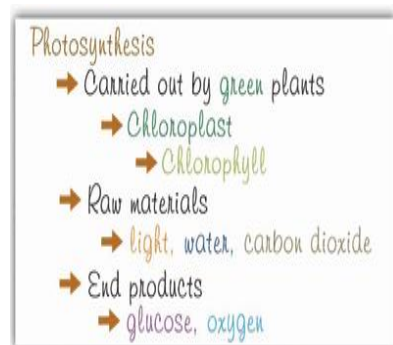 Photosynthesis
Carried out by green plants
Chloroplast
Chlorophyll
Raw materials
light, water, carbon dioxide
End products
glucose, oxygen